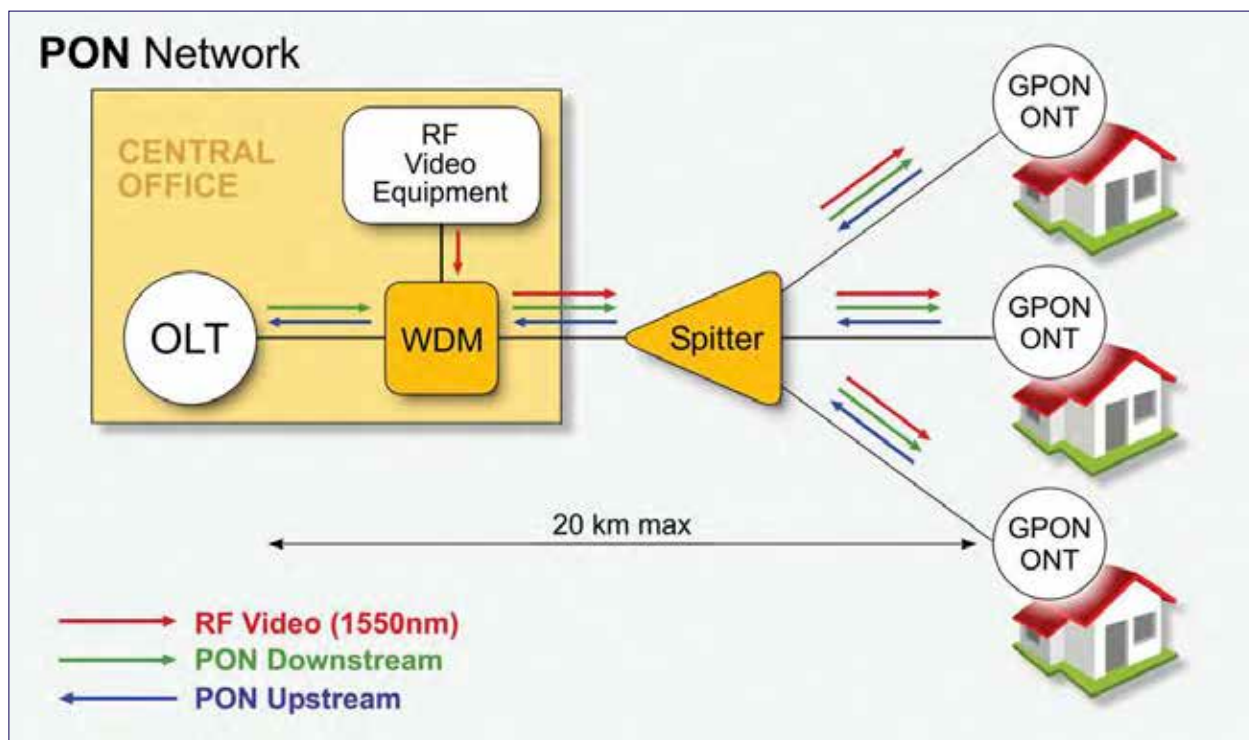 PON Network
CENTRAL
OFFICE
RF
Video
Equipment
OLT
WDM
Spitter
GPON
ONT
GPON
ONT
GPON
ONT
20 km max
RF Video (1550nm)
PON Downstream
PON Upstream